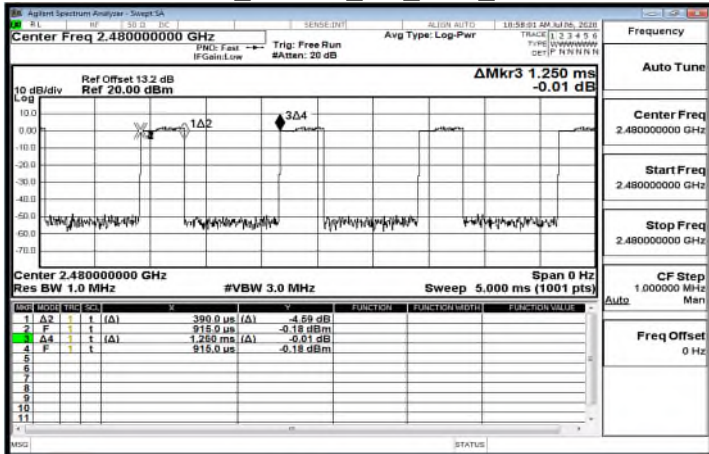 Agilent Spectrum Analyzer - Swept SA
RL RF 50 Ω DC SENSE:INT ALIGN AUTO 10:58:01 AM Jul 06, 2020
Center Freq 2.480000000 GHz
PNO: Fast
IFGain:Low
Trig: Free Run
#Atten: 20 dB
Avg Type: Log-Pwr
TRACE 1 2 3 4 5 6
TYPE WWWWWWW
DET P N N N N N
Frequency
Ref Offset 13.2 dB
Ref 20.00 dBm
10 dB/div
Log
ΔMkr3 1.250 ms
-0.01 dB
10.0
0.00
-10.0
-20.0
-30.0
-40.0
-50.0
-60.0
-70.0
1Δ2
3Δ4
Center 2.480000000 GHz
Res BW 1.0 MHz
#VBW 3.0 MHz
Span 0 Hz
Sweep 5.000 ms (1001 pts)
MKR MODE TRC SCL X Y FUNCTION FUNCTION WIDTH FUNCTION VALUE
1 Δ2 1 t (Δ) 390.0 us (Δ) -4.59 dB
2 F 1 t 915.0 us -0.18 dBm
3 Δ4 1 t (Δ) 1.250 ms (Δ) -0.01 dB
4 F 1 t 915.0 us -0.18 dBm
5
6
7
8
9
10
11
MSG
STATUS
Auto Tune
Center Freq
2.480000000 GHz
Start Freq
2.480000000 GHz
Stop Freq
2.480000000 GHz
CF Step
1.000000 MHz
Auto Man
Freq Offset
0 Hz